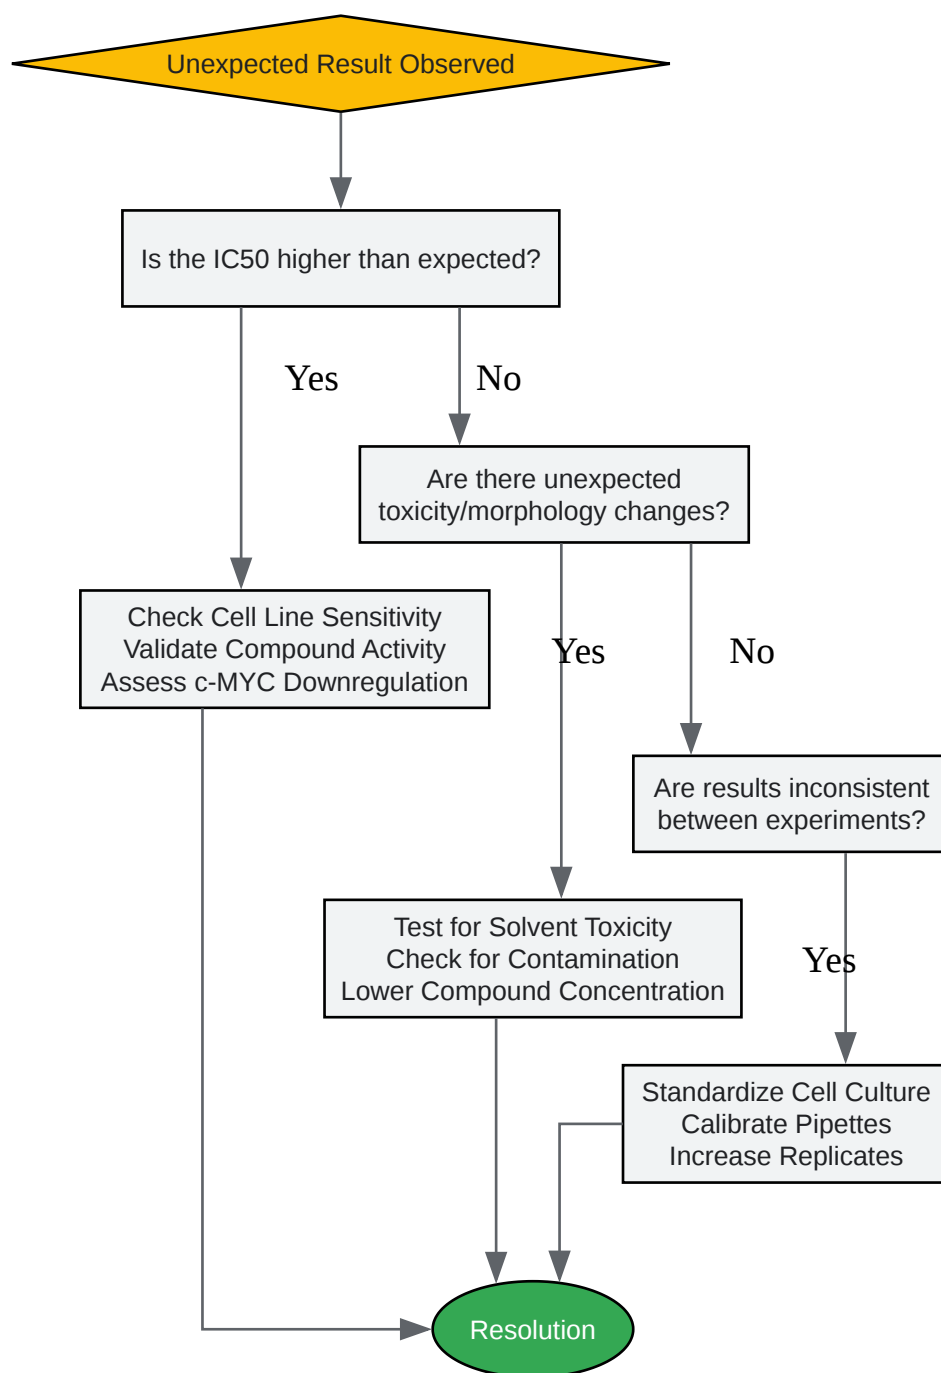 Unexpected Result Observed
Is the IC50 higher than expected?
Yes
No
Are there unexpected
toxicity/morphology changes?
Check Cell Line Sensitivity
Validate Compound Activity
Assess c-MYC Downregulation
Yes
No
Are results inconsistent
between experiments?
Test for Solvent Toxicity
Check for Contamination
Lower Compound Concentration
Yes
Standardize Cell Culture
Calibrate Pipettes
Increase Replicates
Resolution